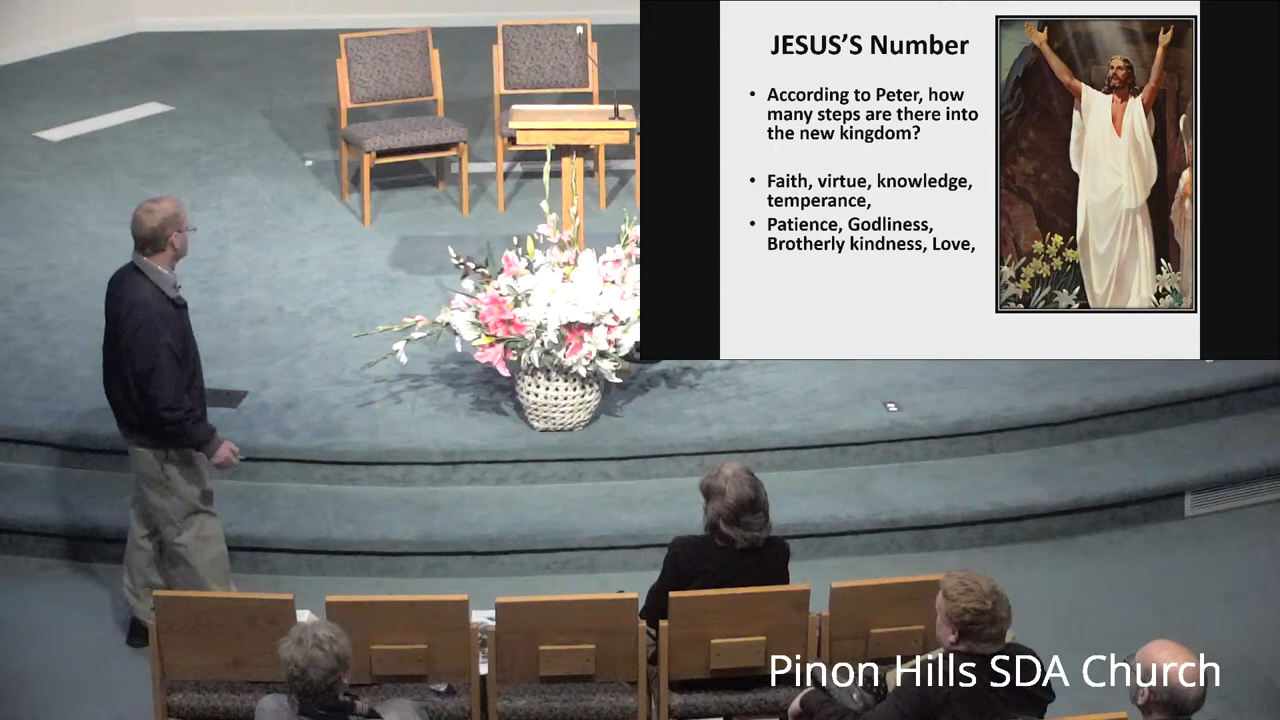 JESUS'S Number
• According to Peter, how
many steps are there into
the new kingdom?
• Faith, virtue, knowledge,
temperance,
• Patience, Godliness,
Brotherly kindness, Love,
Pinon Hills SDA Church